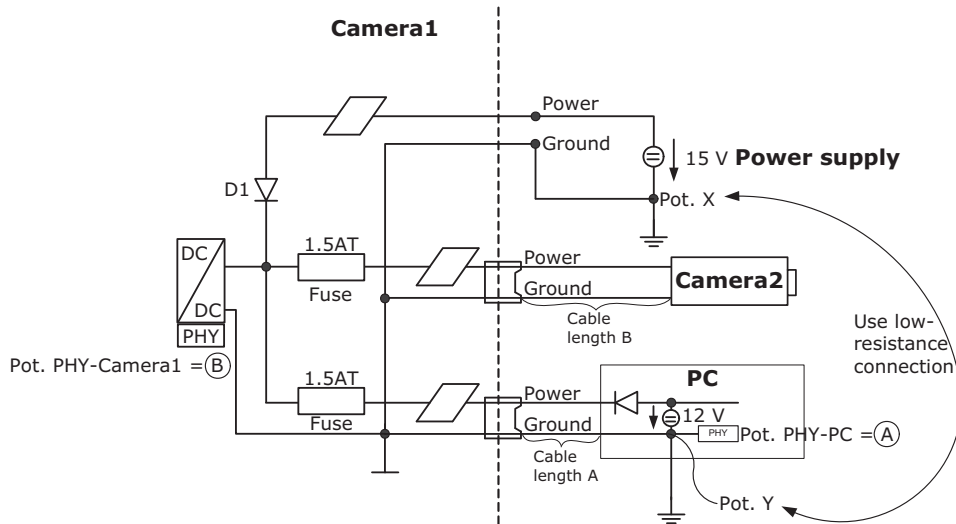 Camera1
Power
Ground
15 V Power supply
D1
Pot. X
1.5AT
Fuse
Power
Ground
Camera2
DC
DC
PHY
Cable
length B
Use low-
resistance
connection
Pot. PHY-Camera1 = B
1.5AT
Fuse
Power
Ground
PC
12 V
PHY
Pot. PHY-PC = A
Cable
length A
Pot. Y